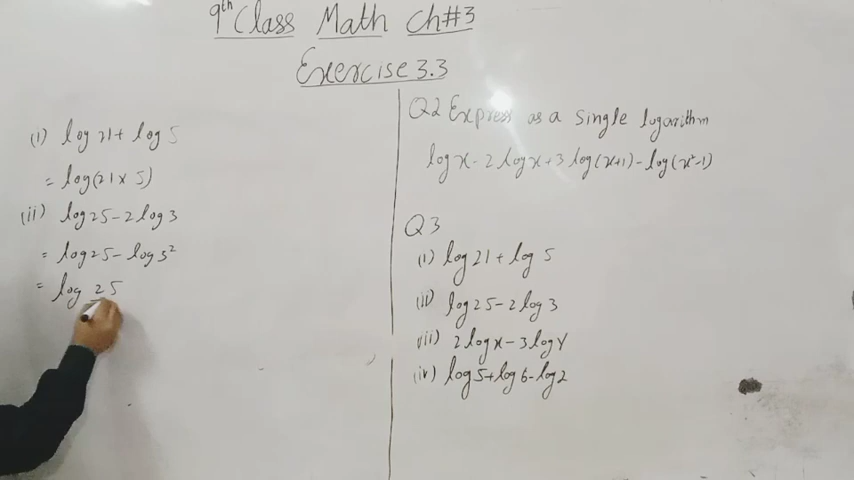 9th Class Math Ch#3
Exercise 3.3
(i) log 21+ log 5
= log(21 x 5)
(ii) log 25-2 log 3
= log 25 - log 3²
= log 25
Q2 Express as a single logarithm
log x - 2 log x + 3 log (x+1) - log (x²-1)
Q3
(i) log 21 + log 5
(ii) log 25 - 2 log 3
(iii) 2 log x - 3 log Y
(iv) log 5 + log 6 - log 2